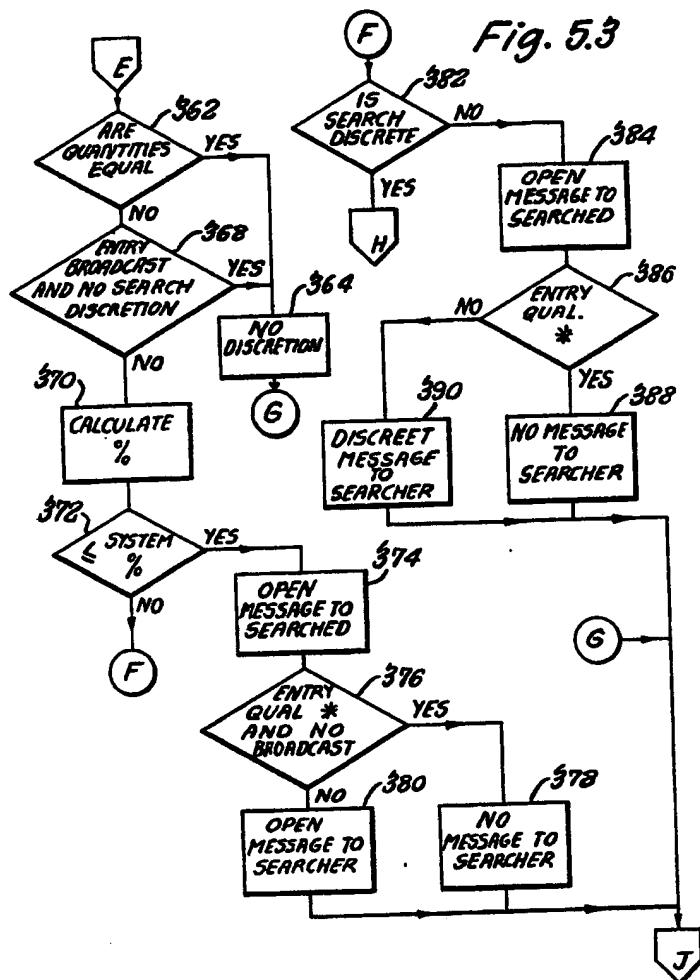 Fig. 5.3
E
362
ARE
QUANTITIES
EQUAL
YES
NO
368
ENTRY
BROADCAST
AND NO SEARCH
DISCRETION
YES
NO
364
NO
DISCRETION
G
370
CALCULATE
%
372
≤ SYSTEM
%
YES
NO
F
374
OPEN
MESSAGE TO
SEARCHED
376
ENTRY
QUAL *
AND NO
BROADCAST
YES
NO
380
OPEN
MESSAGE TO
SEARCHER
378
NO
MESSAGE TO
SEARCHER
F
382
IS
SEARCH
DISCRETE
NO
YES
H
384
OPEN
MESSAGE TO
SEARCHED
386
ENTRY
QUAL.
*
NO
YES
390
DISCREET
MESSAGE
TO
SEARCHER
388
NO MESSAGE
TO
SEARCHER
G
J